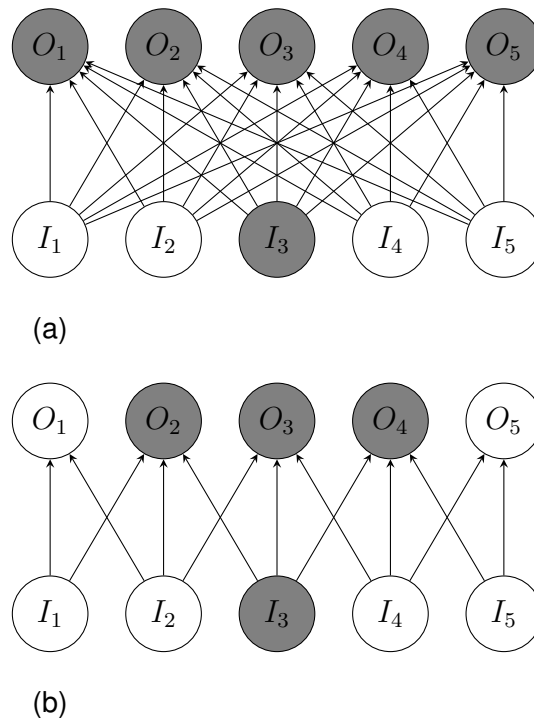 O₁ O₂ O₃ O₄ O₅
I₁ I₂ I₃ I₄ I₅
(a)
O₁ O₂ O₃ O₄ O₅
I₁ I₂ I₃ I₄ I₅
(b)